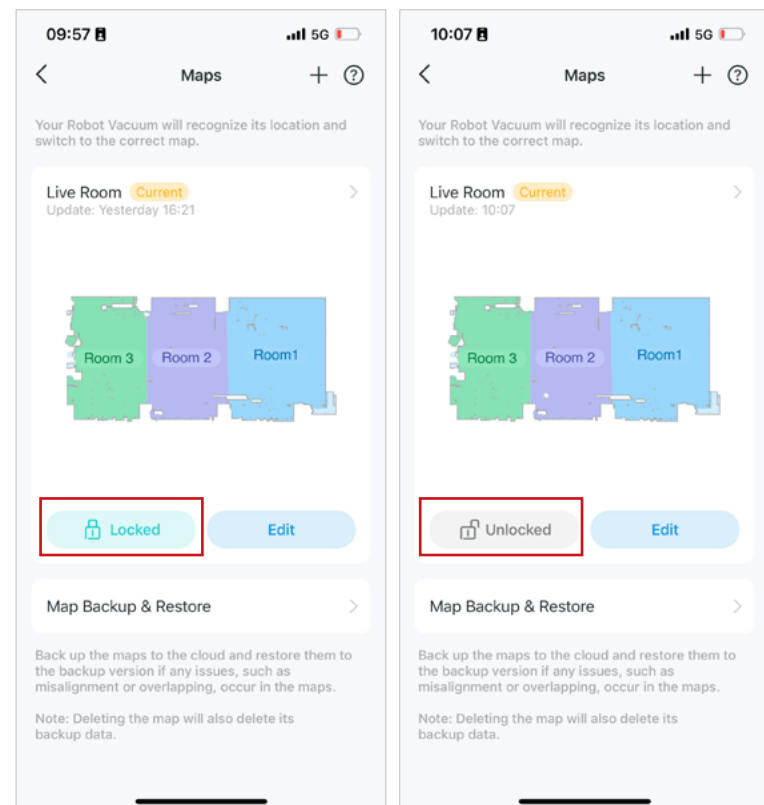 09:57
5G
Maps
Your Robot Vacuum will recognize its location and
switch to the correct map.
Live Room Current
Update: Yesterday 16:21
Room 3 Room 2 Room1
Locked Edit
Map Backup & Restore
Back up the maps to the cloud and restore them to
the backup version if any issues, such as
misalignment or overlapping, occur in the maps.
Note: Deleting the map will also delete its
backup data.
10:07
5G
Maps
Your Robot Vacuum will recognize its location and
switch to the correct map.
Live Room Current
Update: 10:07
Room 3 Room 2 Room1
Unlocked Edit
Map Backup & Restore
Back up the maps to the cloud and restore them to
the backup version if any issues, such as
misalignment or overlapping, occur in the maps.
Note: Deleting the map will also delete its
backup data.